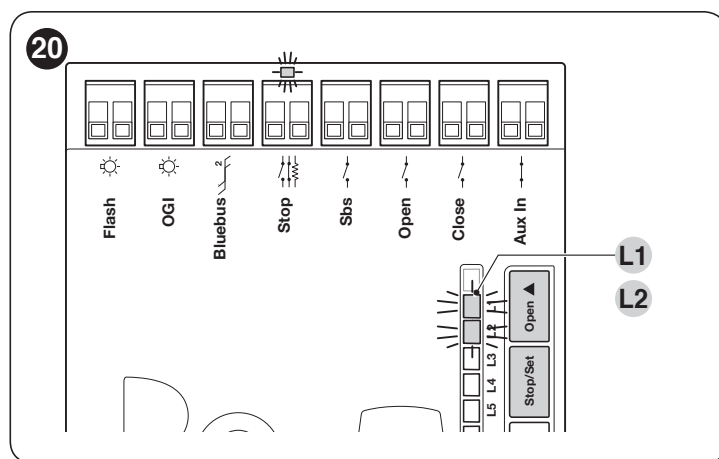 20
Flash
OGI
Bluebus
2
Stop
Sbs
Open
Close
Aux In
L1
L2
L3
L4
L5
Open ▲
Stop/Set
L1
L2